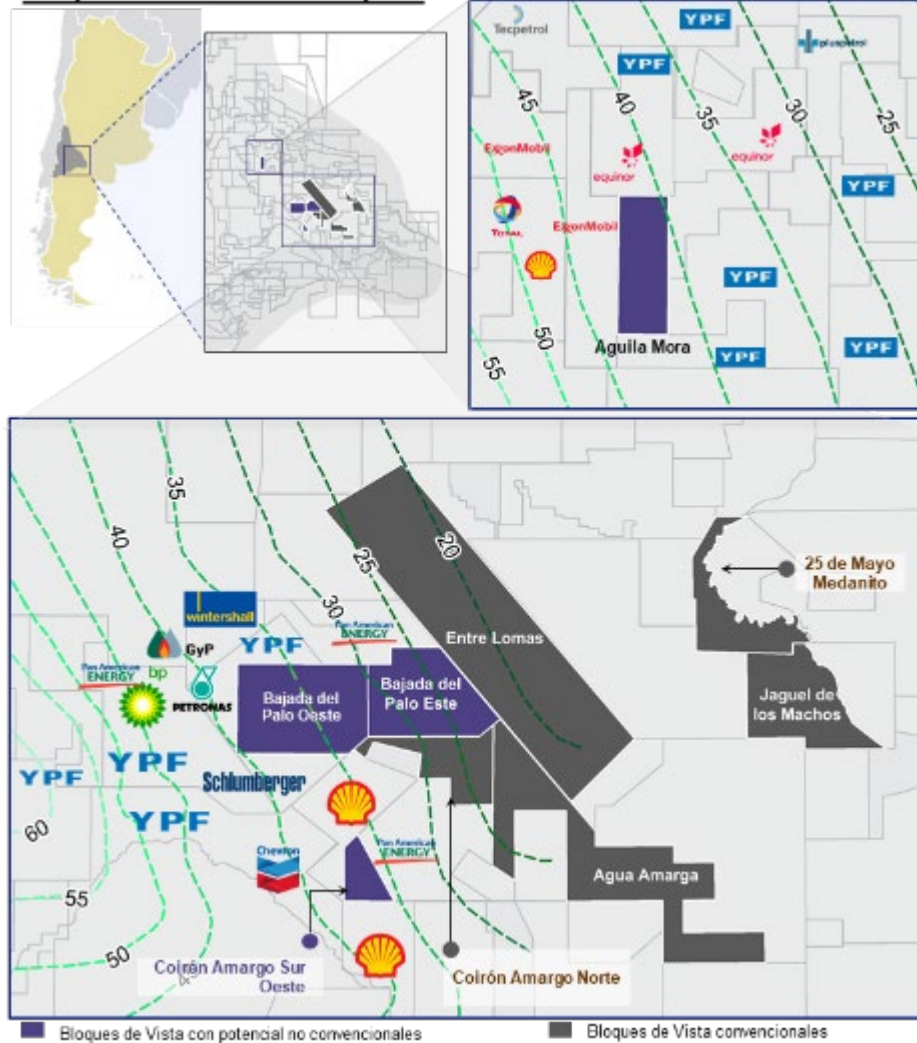 Tecpetrol
YPF
YPF
pluspetrol
45
40
35
30
25
ExxonMobil
equinor
equinor
TOTAL
ExxonMobil
YPF
YPF
50
55
Aguila Mora
YPF
YPF
35
40
25
20
30
25 de Mayo
Medanito
wintershall
GyP
YPF
Pan American
ENERGY
Entre Lomas
Pan American
ENERGY
bp
PETRONAS
Bajada del
Palo Oeste
Bajada del
Palo Este
Jaguel de
los Machos
YPF
YPF
Schlumberger
YPF
60
Chevron
Pan American
ENERGY
Agua Amarga
55
50
Coirón Amargo Sur
Oeste
Coirón Amargo Norte
Bloques de Vista con potencial no convencionales
Bloques de Vista convencionales